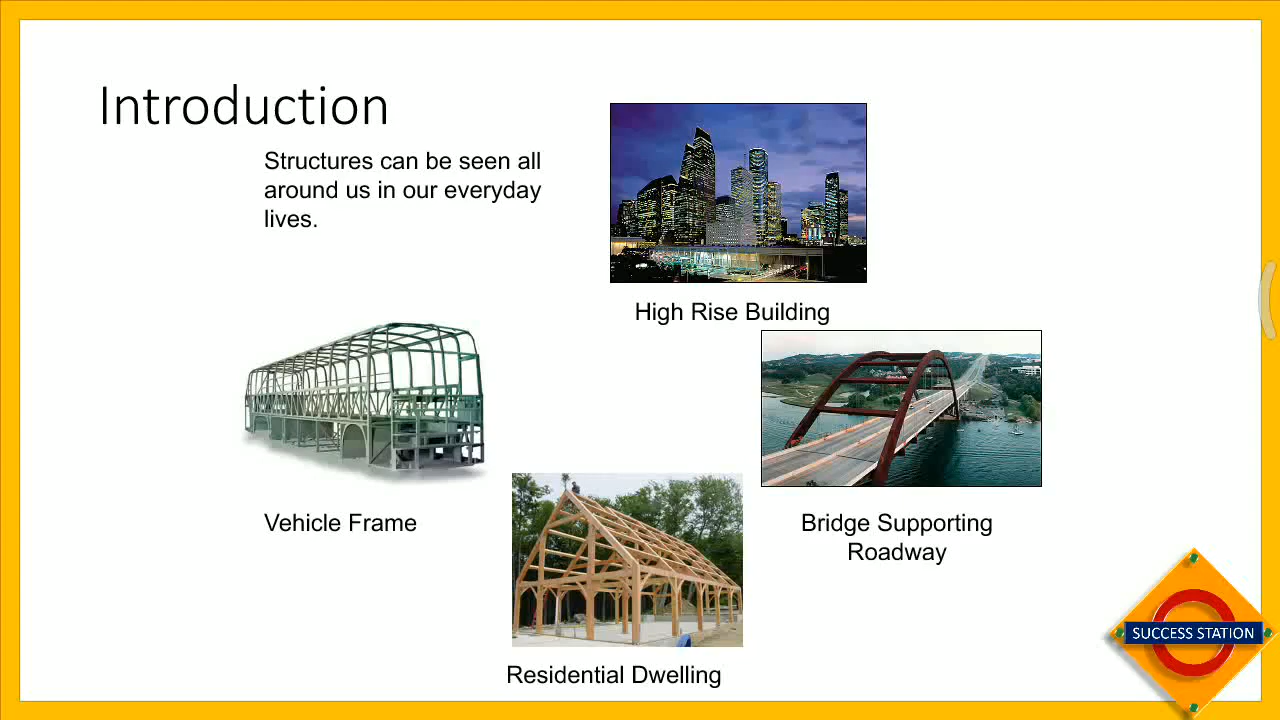 Introduction
Structures can be seen all
around us in our everyday
lives.
High Rise Building
Vehicle Frame
Bridge Supporting
Roadway
Residential Dwelling
SUCCESS STATION